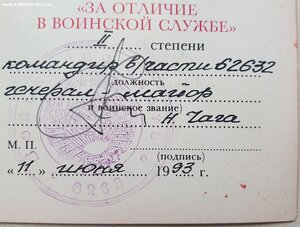 «ЗА ОТЛИЧИЕ
В ВОИНСКОЙ СЛУЖБЕ»
II степени
командир в/части 62632
должность
генерал-майор
и воинское звание)
Н. Чага
М. П. (подпись)
«11» июня 1993 г.